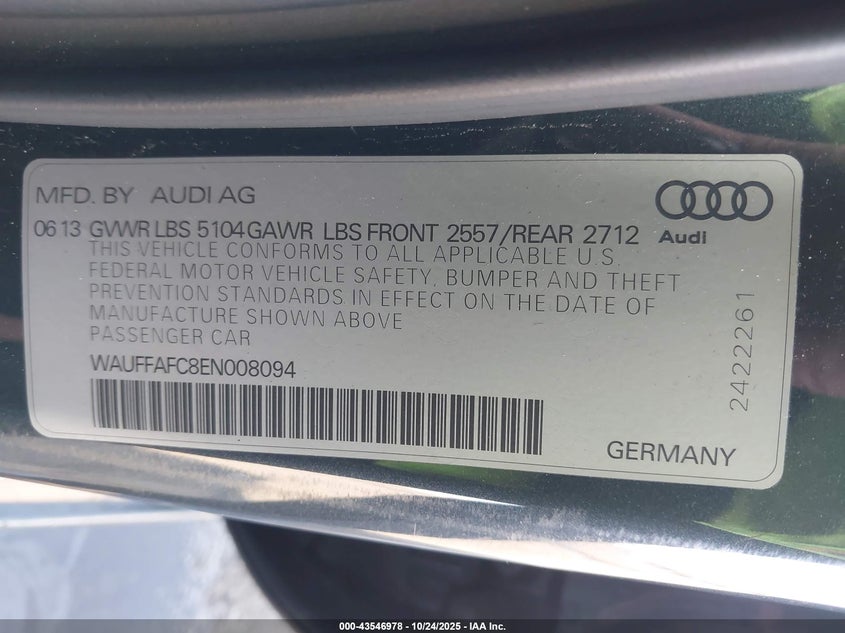 MFD. BY AUDI AG
Audi
06 13 GVWR LBS 5104 GAWR LBS FRONT 2557/REAR 2712
THIS VEHICLE CONFORMS TO ALL APPLICABLE U.S.
FEDERAL MOTOR VEHICLE SAFETY, BUMPER AND THEFT
PREVENTION STANDARDS IN EFFECT ON THE DATE OF
MANUFACTURE SHOWN ABOVE
PASSENGER CAR
WAUFFAFC8EN008094
2422261
GERMANY
000-43546978 - 10/24/2025 - IAA Inc.